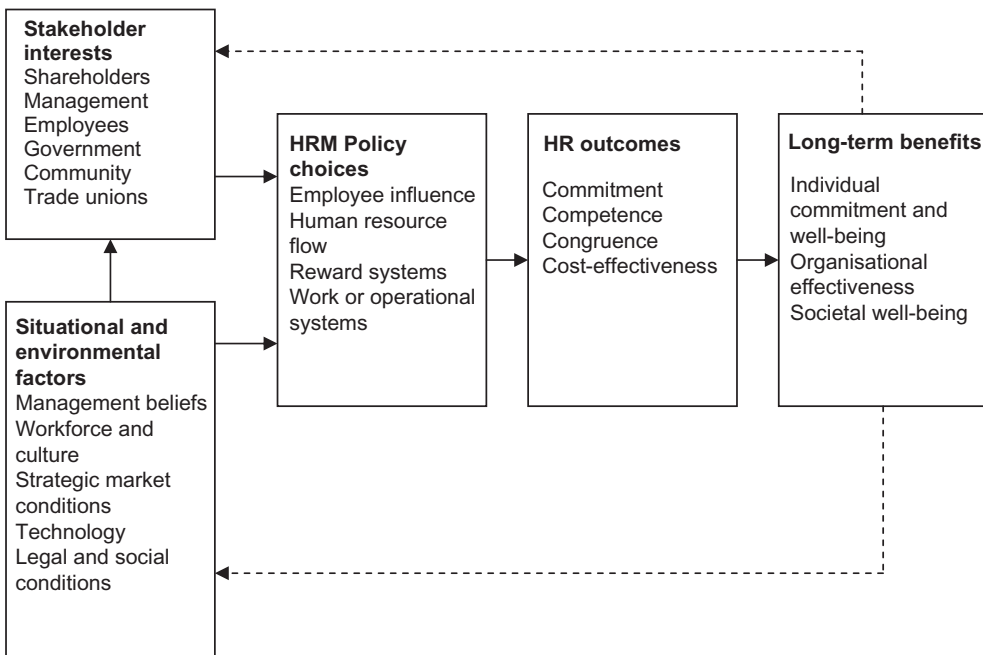 Stakeholder
interests
Shareholders
Management
Employees
Government
Community
Trade unions
Situational and
environmental
factors
Management beliefs
Workforce and
culture
Strategic market
conditions
Technology
Legal and social
conditions
HRM Policy
choices
Employee influence
Human resource
flow
Reward systems
Work or operational
systems
HR outcomes
Commitment
Competence
Congruence
Cost-effectiveness
Long-term benefits
Individual
commitment and
well-being
Organisational
effectiveness
Societal well-being